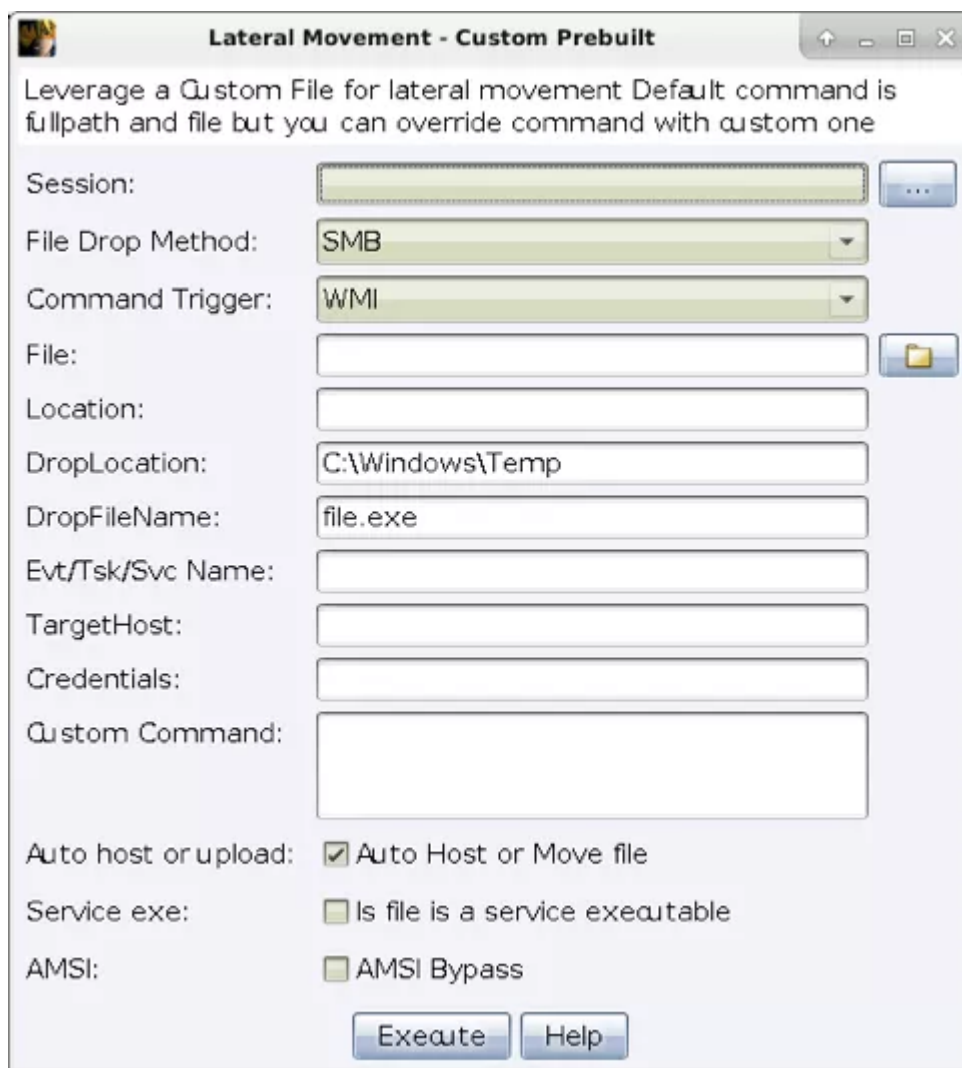 Lateral Movement - Custom Prebuilt
Leverage a Custom File for lateral movement Default command is
fullpath and file but you can override command with custom one
Session: ...
File Drop Method: SMB
Command Trigger: WMI
File:
Location:
DropLocation: C:\Windows\Temp
DropFileName: file.exe
Evt/Tsk/Svc Name:
TargetHost:
Credentials:
Custom Command:
Auto host or upload: Auto Host or Move file
Service exe: Is file is a service executable
AMSI: AMSI Bypass
Execute Help